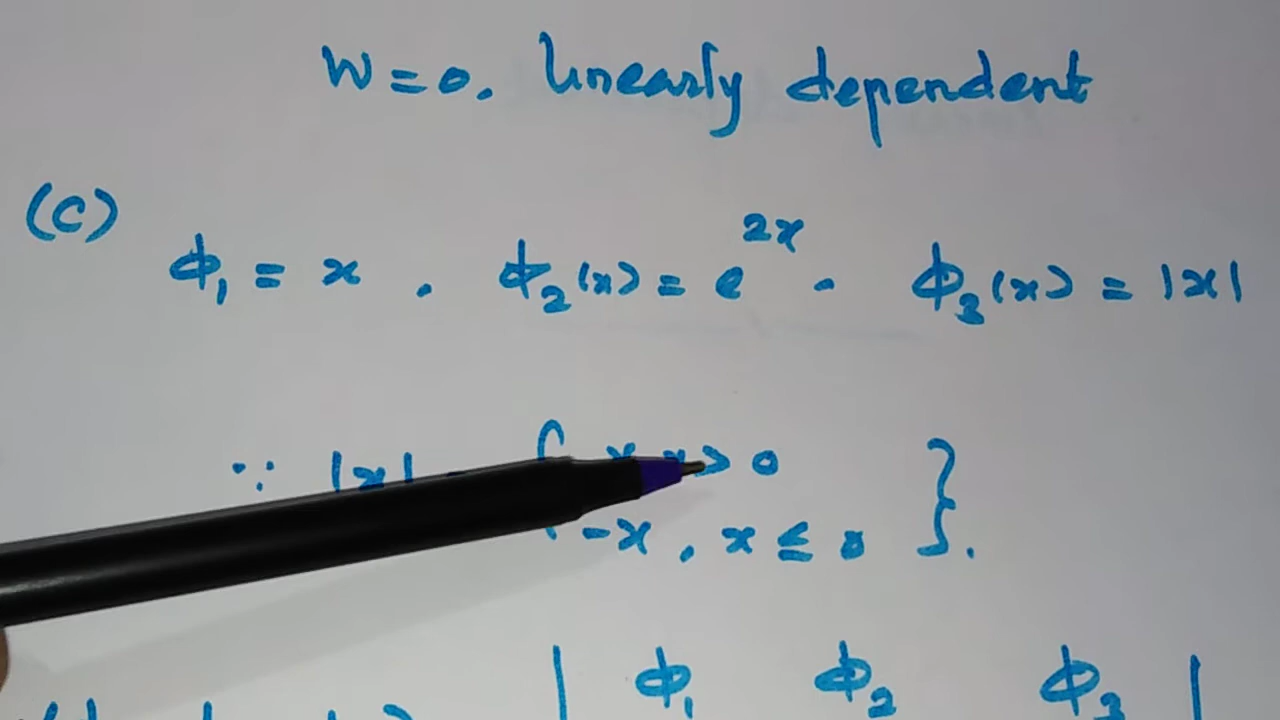 W = 0. linearly dependent
(C)
ϕ₁ = x . ϕ₂(x) = e^{2x} . ϕ₃(x) = |x|
∵ |x| { x, x > 0
-x, x ≤ 0 }.
| ϕ₁ ϕ₂ ϕ₃ |